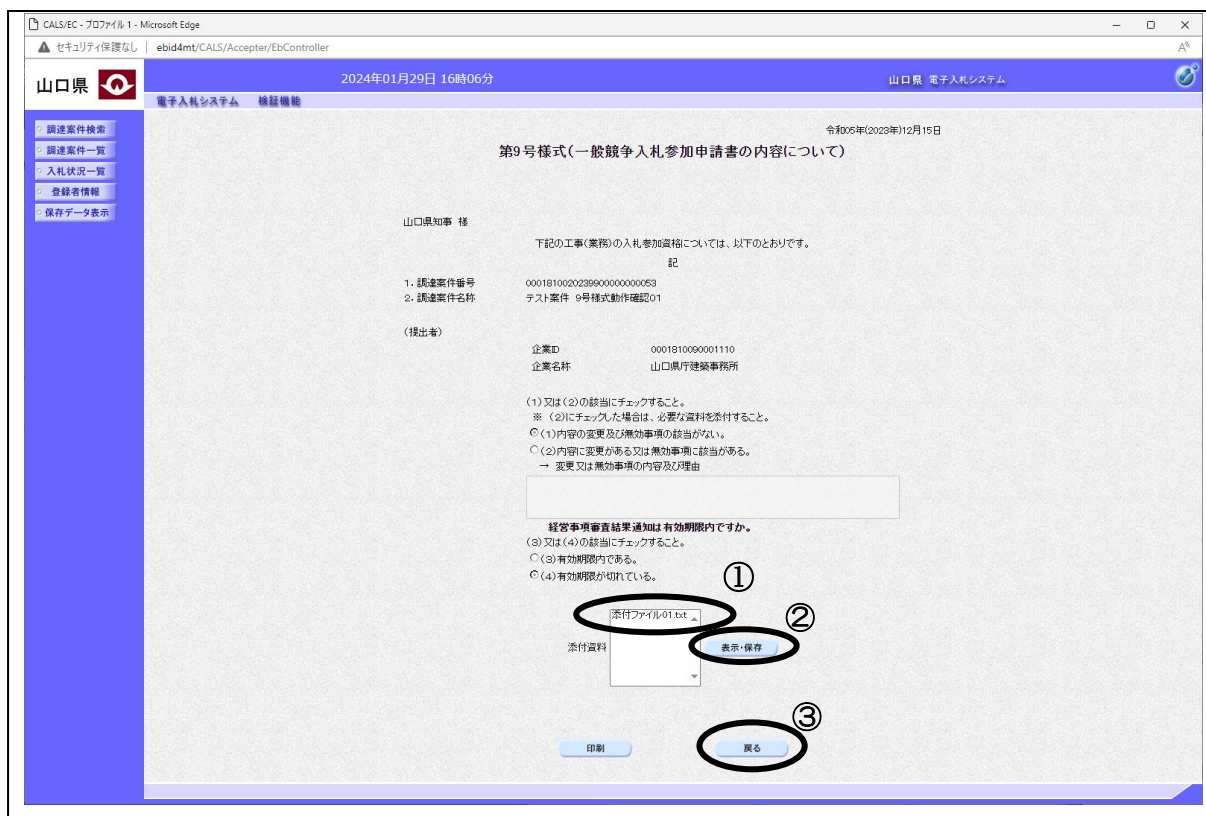 CALS/EC - プロファイル 1 - Microsoft Edge
セキュリティ保護なし | ebid4mt/CALS/Accepter/EbController
山口県
2024年01月29日 16時06分
山口県 電子入札システム
電子入札システム 検証機能
調達案件検索
調達案件一覧
入札状況一覧
登録者情報
保存データ表示
令和05年(2023年)12月15日
第9号様式(一般競争入札参加申請書の内容について)
山口県知事 様
下記の工事(業務)の入札参加資格については、以下のとおりです。
記
1. 調達案件番号 0001810020239900000000053
2. 調達案件名称 テスト案件 9号様式動作確認01
(提出者)
企業ID 0001810090001110
企業名称 山口県庁建築事務所
(1)又は(2)の該当にチェックすること。
※ (2)にチェックした場合は、必要な資料を添付すること。
(1)内容の変更及び無効事項の該当がない。
(2)内容に変更がある又は無効事項に該当がある。
→ 変更又は無効事項の内容及び理由
経営事項審査結果通知は有効期限内ですか。
(3)又は(4)の該当にチェックすること。
(3)有効期限内である。
(4)有効期限が切れている。
①
添付ファイル01.txt
②
添付資料
表示・保存
③
印刷
戻る